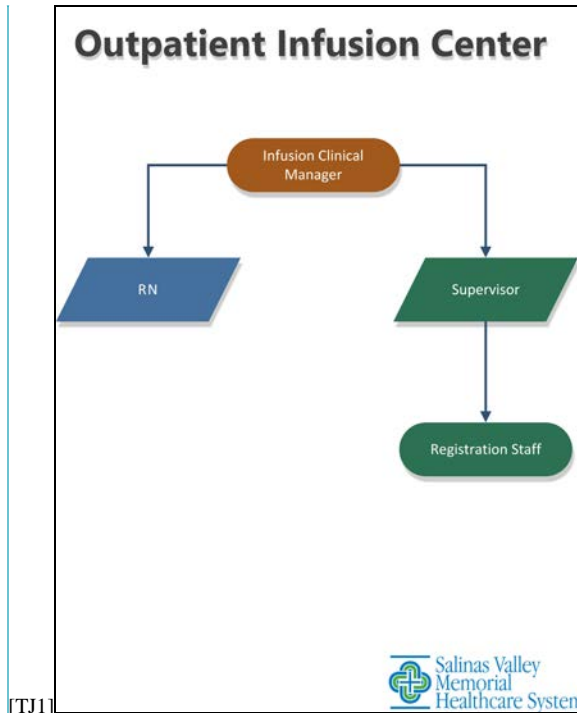 Outpatient Infusion Center
Infusion Clinical
Manager
RN
Supervisor
Registration Staff
Salinas Valley
Memorial
Healthcare System
[TJ1]